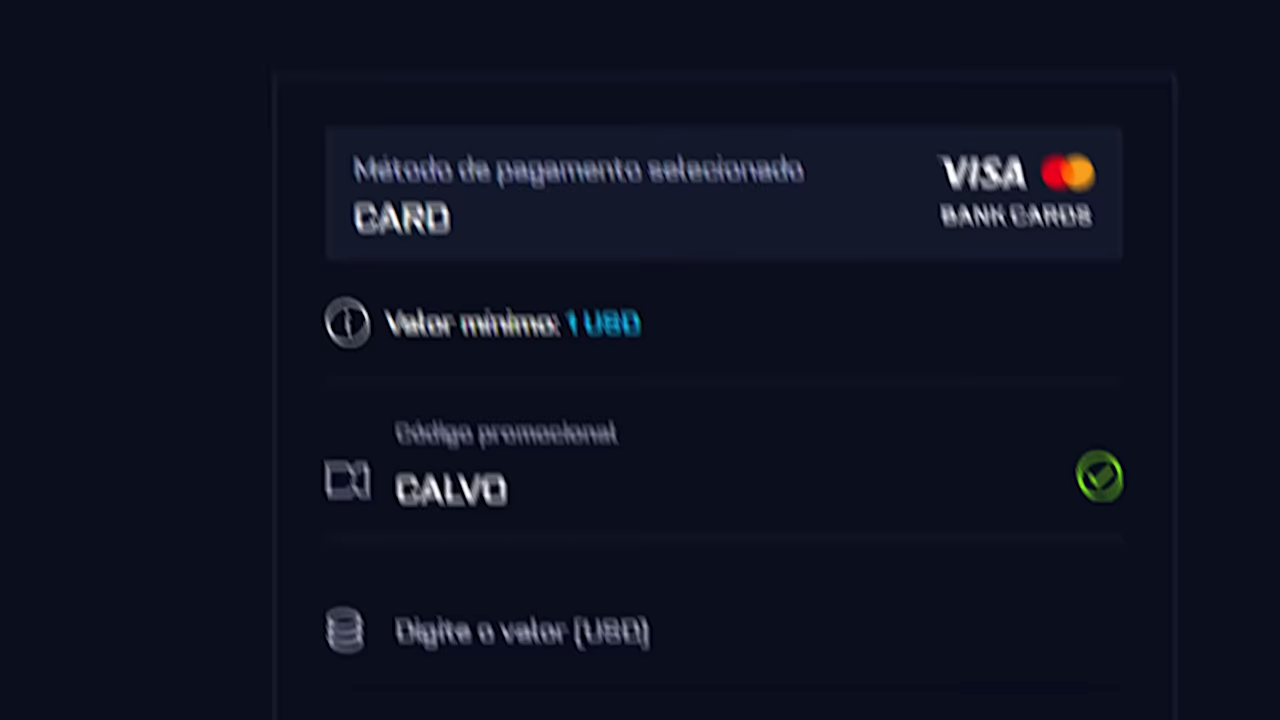 Método de pagamento selecionado
VISA
CARD
BANK CARDS
Valor mínimo: 1 USD
Código promocional
CALVO
Digite o valor (USD)